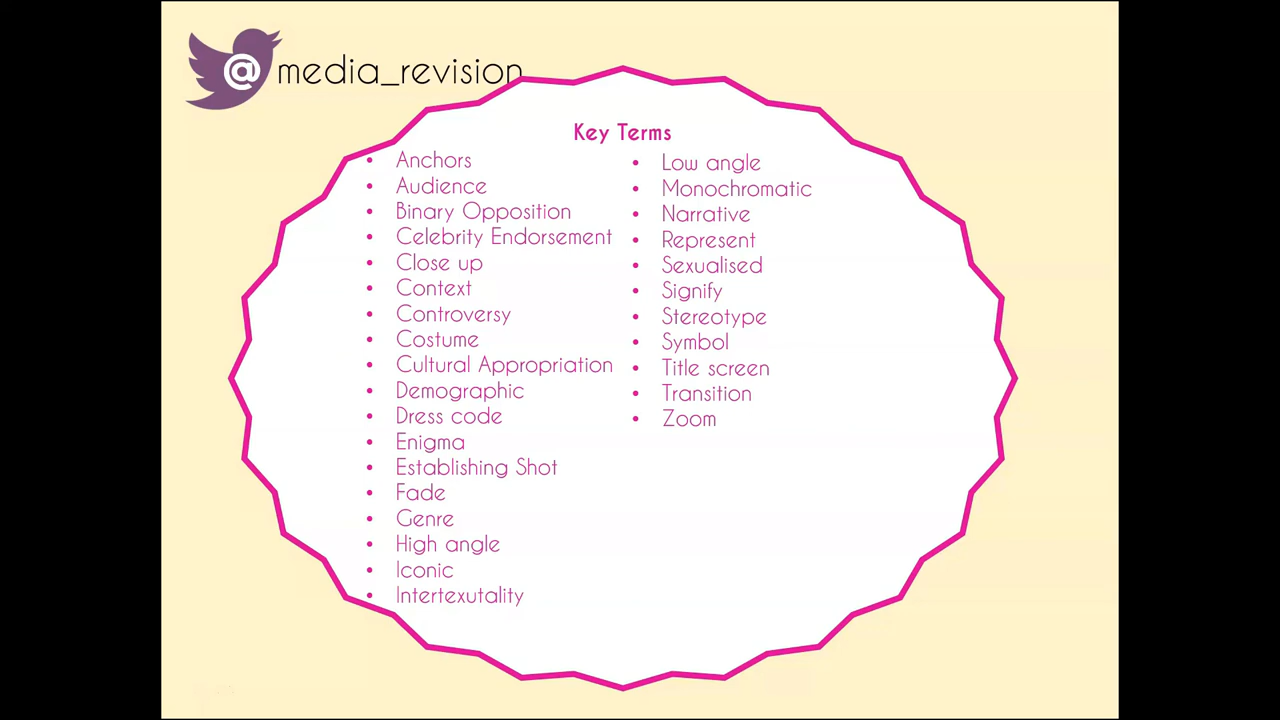 @media_revision
Key Terms
• Anchors
• Audience
• Binary Opposition
• Celebrity Endorsement
• Close up
• Context
• Controversy
• Costume
• Cultural Appropriation
• Demographic
• Dress code
• Enigma
• Establishing Shot
• Fade
• Genre
• High angle
• Iconic
• Intertexutality
• Low angle
• Monochromatic
• Narrative
• Represent
• Sexualised
• Signify
• Stereotype
• Symbol
• Title screen
• Transition
• Zoom